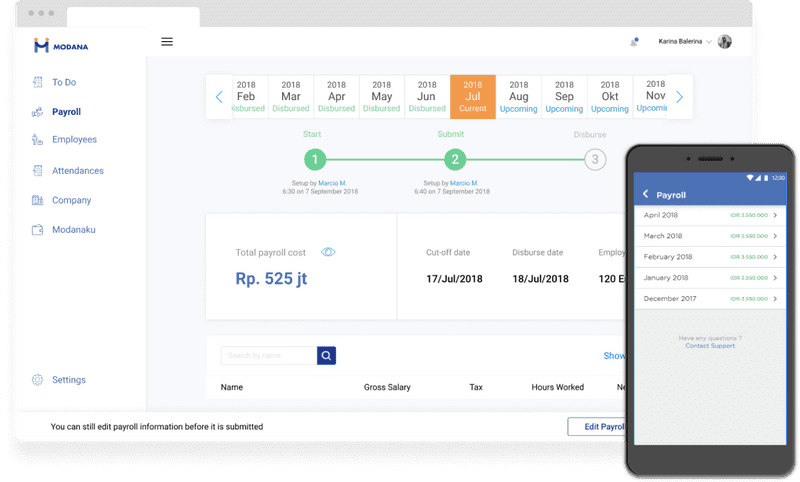 MODANA
Karina Balerina
To Do
Payroll
Employees
Attendances
Company
Modanaku
Settings
2018 2018 2018 2018 2018 2018 2018 2018 2018 2018
Feb Mar Apr May Jun Jul Aug Sep Okt Nov
Disbursed Disbursed Disbursed Disbursed Current Upcoming Upcoming Upcoming
Start Submit Disburse
1 2 3
Setup by Marcio M. Setup by Marcio M.
6:30 on 7 September 2018 6:40 on 7 September 2018
Total payroll cost Cut-off date Disburse date
Rp. 525 jt 17/Jul/2018 18/Jul/2018 120
Search by name
Show
Name Gross Salary Tax Hours Worked
You can still edit payroll information before it is submitted
Edit Payroll
12:30
Payroll
April 2018 IDR 3.550.000
March 2018 IDR 3.550.000
February 2018 IDR 3.550.000
January 2018 IDR 3.550.000
December 2017 IDR 3.550.000
Have any questions ?
Contact Support